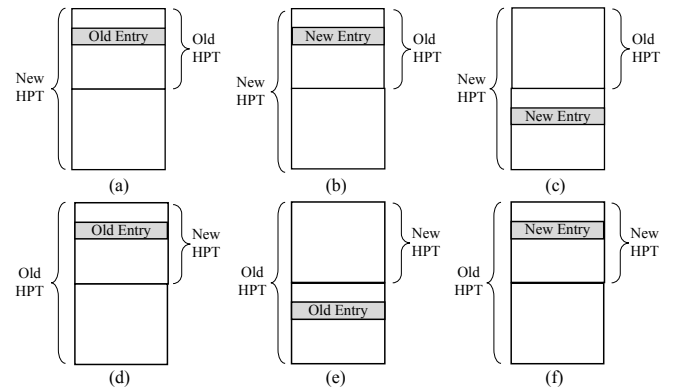 Old Entry
New HPT
Old HPT
(a)
New Entry
New HPT
Old HPT
(b)
New Entry
New HPT
Old HPT
(c)
Old Entry
Old HPT
New HPT
(d)
Old Entry
Old HPT
New HPT
(e)
New Entry
Old HPT
New HPT
(f)